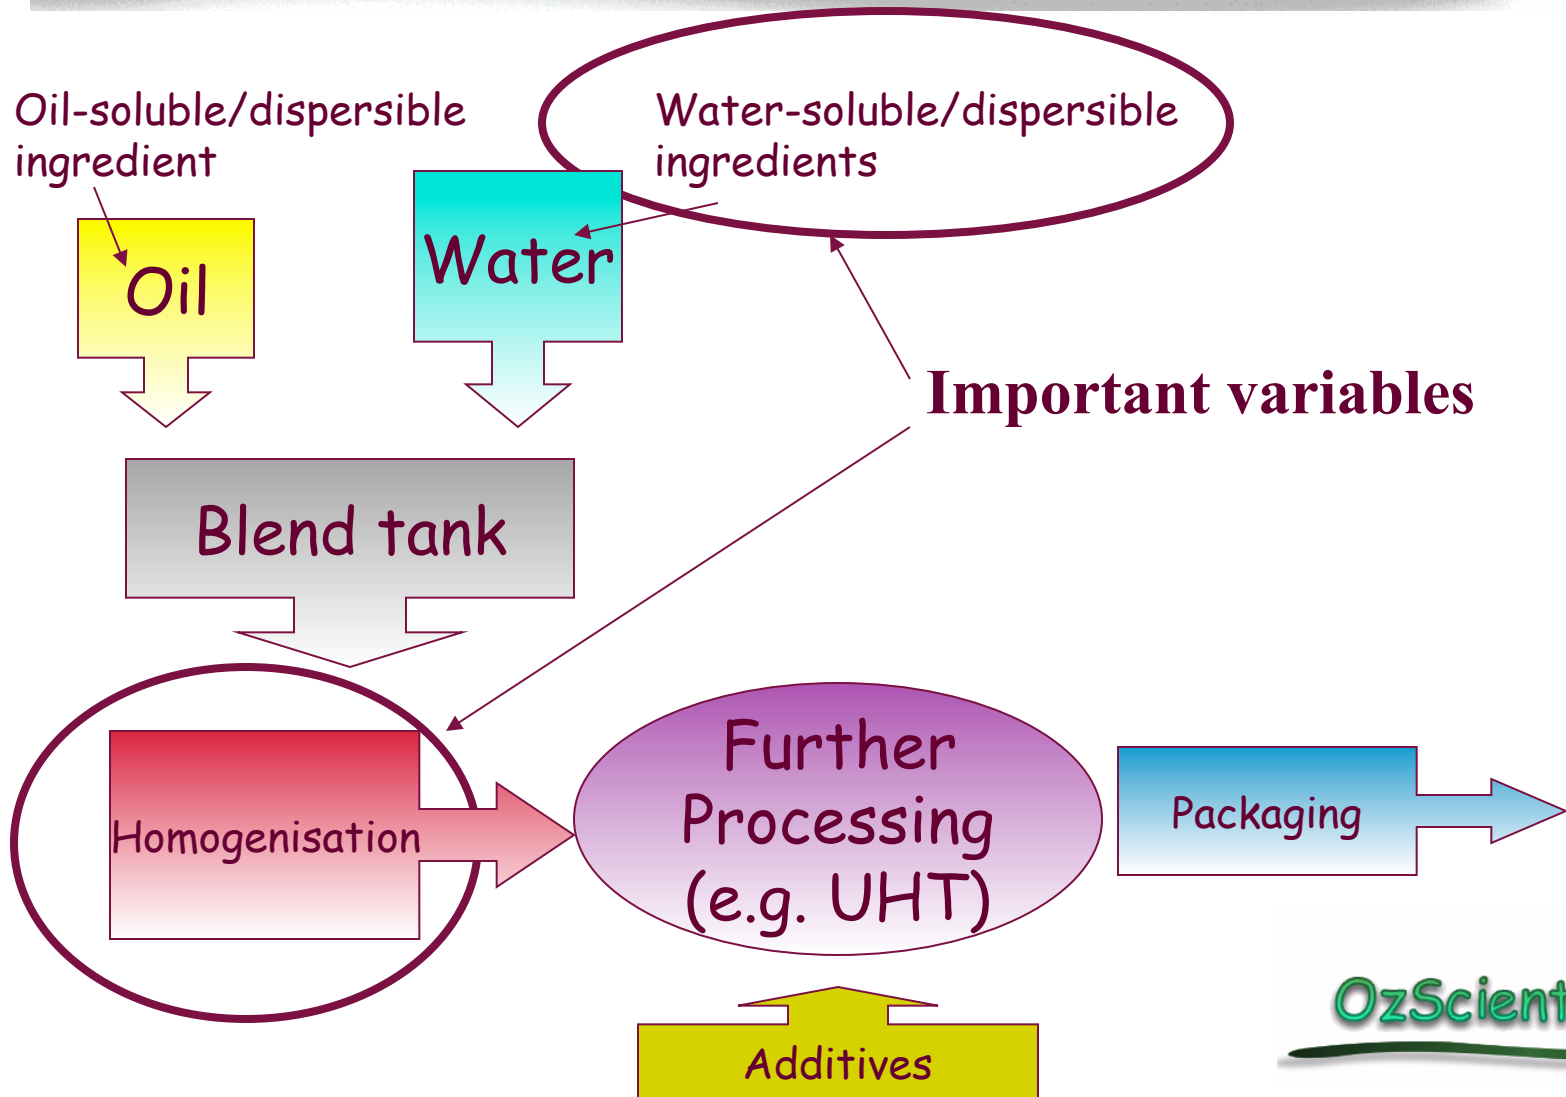 Oil-soluble/dispersible
ingredient
Water-soluble/dispersible
ingredients
Oil
Water
Important variables
Blend tank
Homogenisation
Further
Processing
(e.g. UHT)
Packaging
Additives
OzScient